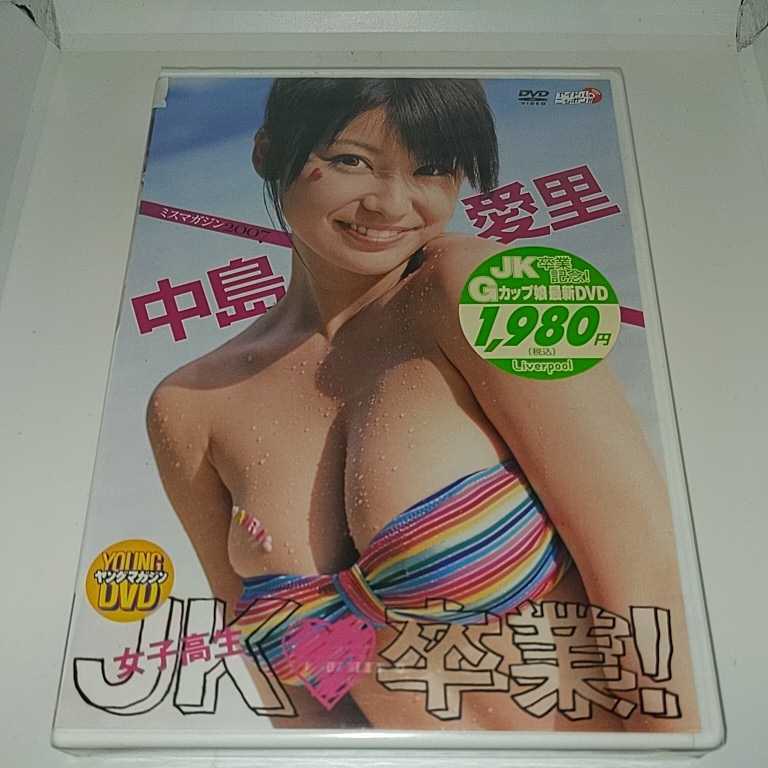 DVD
VIDEO
ミスマガジン2007
中島
愛里
JK卒業
記念!
Gカップ娘最新DVD
1,980円
(税込)
Liverpool
YOUNG
ヤングマガジン
DVD
女子高生
JK卒業!!